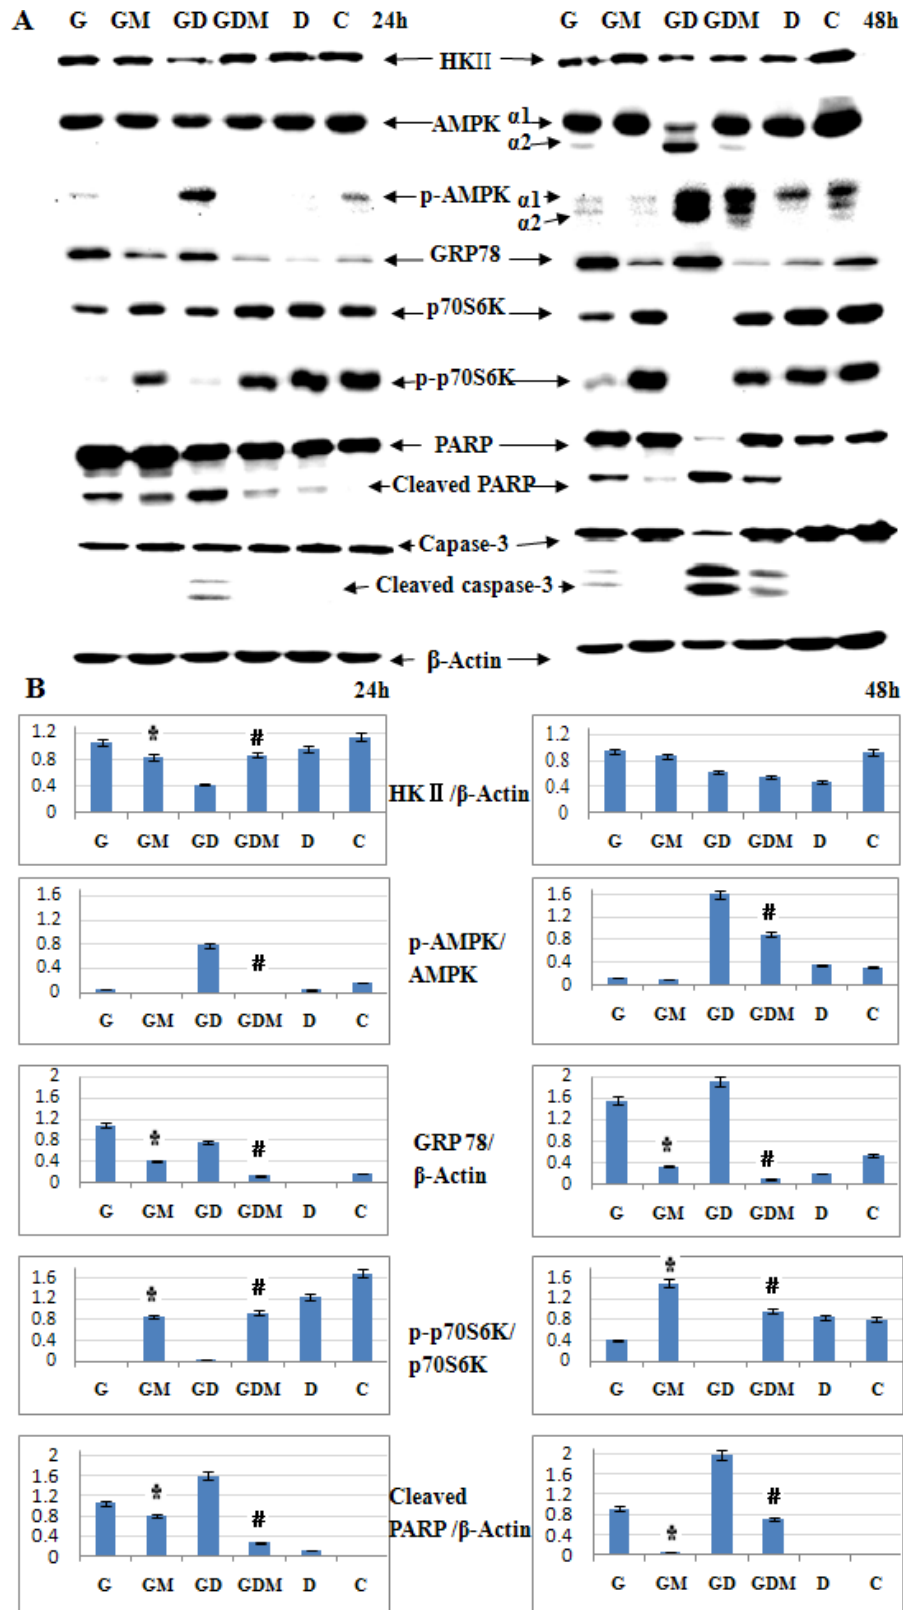 A G GM GD GDM D C 24h G GM GD GDM D C 48h
HKII
AMPK α1
α2
p-AMPK α1
α2
GRP78
p70S6K
p-p70S6K
PARP
Cleaved PARP
Capase-3
Cleaved caspase-3
β-Actin
B 24h 48h
1.2
0.8
0.4
0
* #
G GM GD GDM D C
HKⅡ/β-Actin
1.2
0.8
0.4
0
G GM GD GDM D C
1.6
1.2
0.8
0.4
0
#
G GM GD GDM D C
p-AMPK/
AMPK
1.6
1.2
0.8
0.4
0
#
G GM GD GDM D C
2
1.6
1.2
0.8
0.4
0
* #
G GM GD GDM D C
GRP78/
β-Actin
2
1.6
1.2
0.8
0.4
0
* #
G GM GD GDM D C
1.6
1.2
0.8
0.4
0
* #
G GM GD GDM D C
p-p70S6K/
p70S6K
1.6
1.2
0.8
0.4
0
* #
G GM GD GDM D C
2
1.6
1.2
0.8
0.4
0
* #
G GM GD GDM D C
Cleaved
PARP/β-Actin
2
1.6
1.2
0.8
0.4
0
* #
G GM GD GDM D C